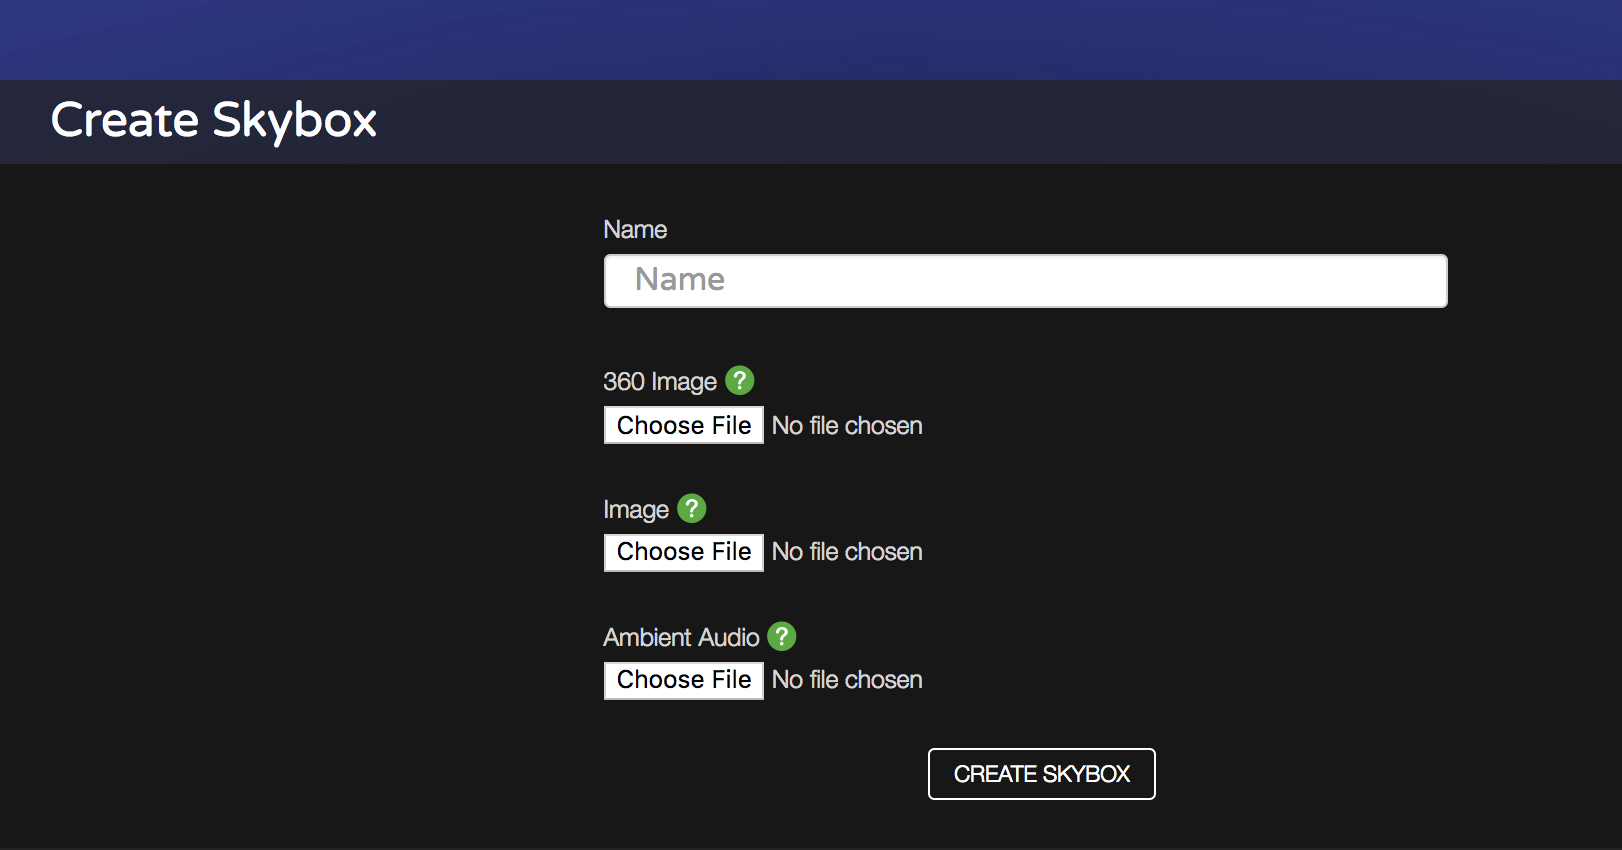 Create Skybox
Name
Name
360 Image ?
Choose File No file chosen
Image ?
Choose File No file chosen
Ambient Audio ?
Choose File No file chosen
CREATE SKYBOX